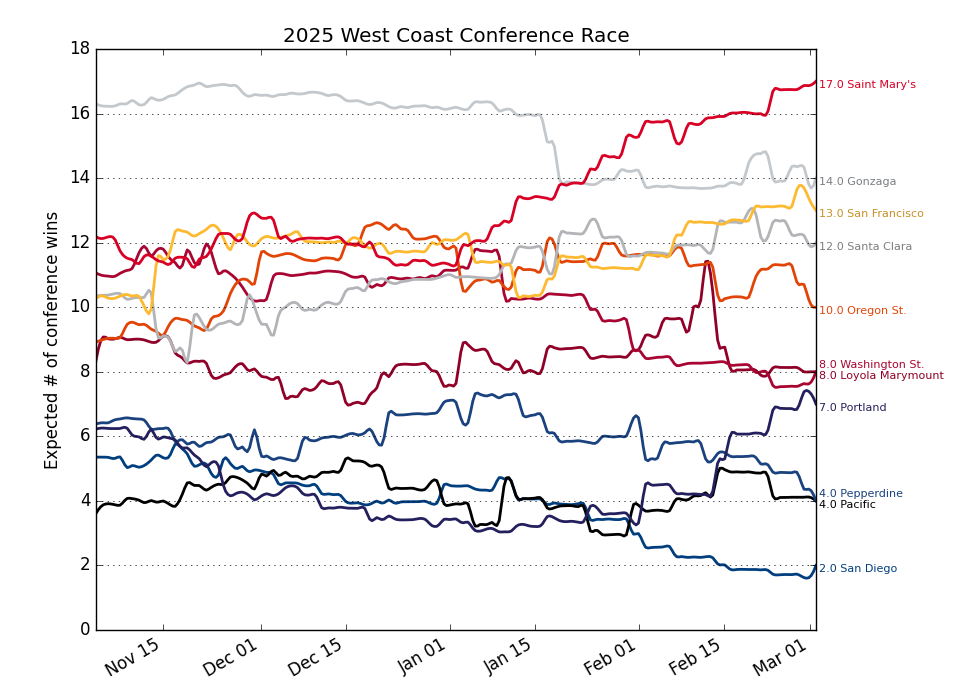 2025 West Coast Conference Race
Expected # of conference wins
18
16
14
12
10
8
6
4
2
0
17.0 Saint Mary's
14.0 Gonzaga
13.0 San Francisco
12.0 Santa Clara
10.0 Oregon St.
8.0 Washington St.
8.0 Loyola Marymount
7.0 Portland
4.0 Pepperdine
4.0 Pacific
2.0 San Diego
Nov 15
Dec 01
Dec 15
Jan 01
Jan 15
Feb 01
Feb 15
Mar 01